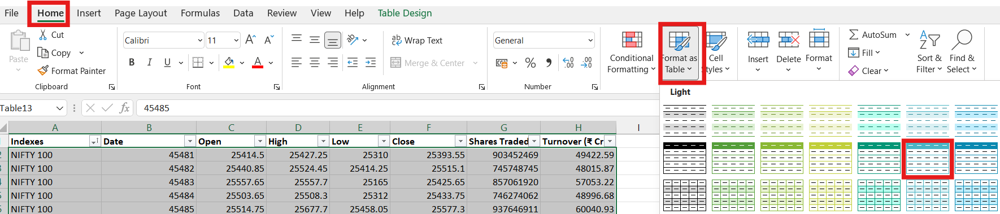 File Home Insert Page Layout Formulas Data Review View Help Table Design
Paste
Cut
Copy
Format Painter
Clipboard
Calibri 11
B I U
Font
Wrap Text
Merge & Center
Alignment
General
Number
Conditional Formatting
Format as Table
Cell Styles
Insert Delete Format
AutoSum
Fill
Clear
Sort & Filter
Find & Select
Table13 fx 45485
Light
A B C D E F G H I
Indexes Date Open High Low Close Shares Traded Turnover (₹ Cr
NIFTY 100 45481 25414.5 25427.25 25310 25393.55 903452469 49422.59
NIFTY 100 45482 25440.85 25524.45 25414.25 25515.1 745748745 48015.87
NIFTY 100 45483 25557.65 25557.7 25165 25425.65 857061920 57053.22
NIFTY 100 45484 25503.65 25508.3 25312 25433.75 746274062 48996.68
NIFTY 100 45485 25514.75 25677.7 25458.05 25577.3 937646911 60040.93